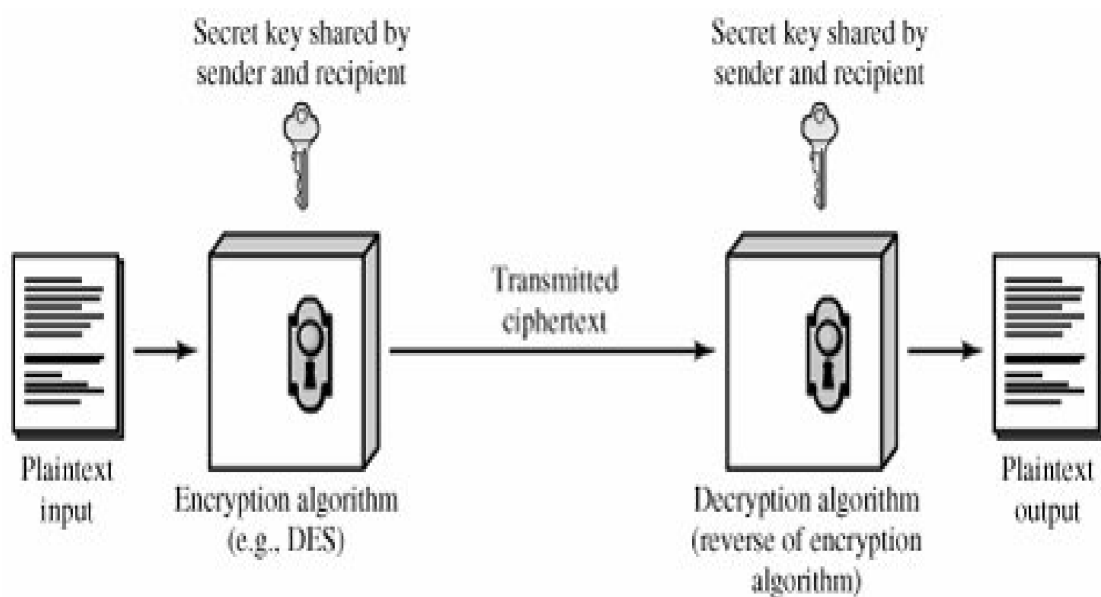 Secret key shared by
sender and recipient
Secret key shared by
sender and recipient
Transmitted
ciphertext
Plaintext
input
Encryption algorithm
(e.g., DES)
Decryption algorithm
(reverse of encryption
algorithm)
Plaintext
output